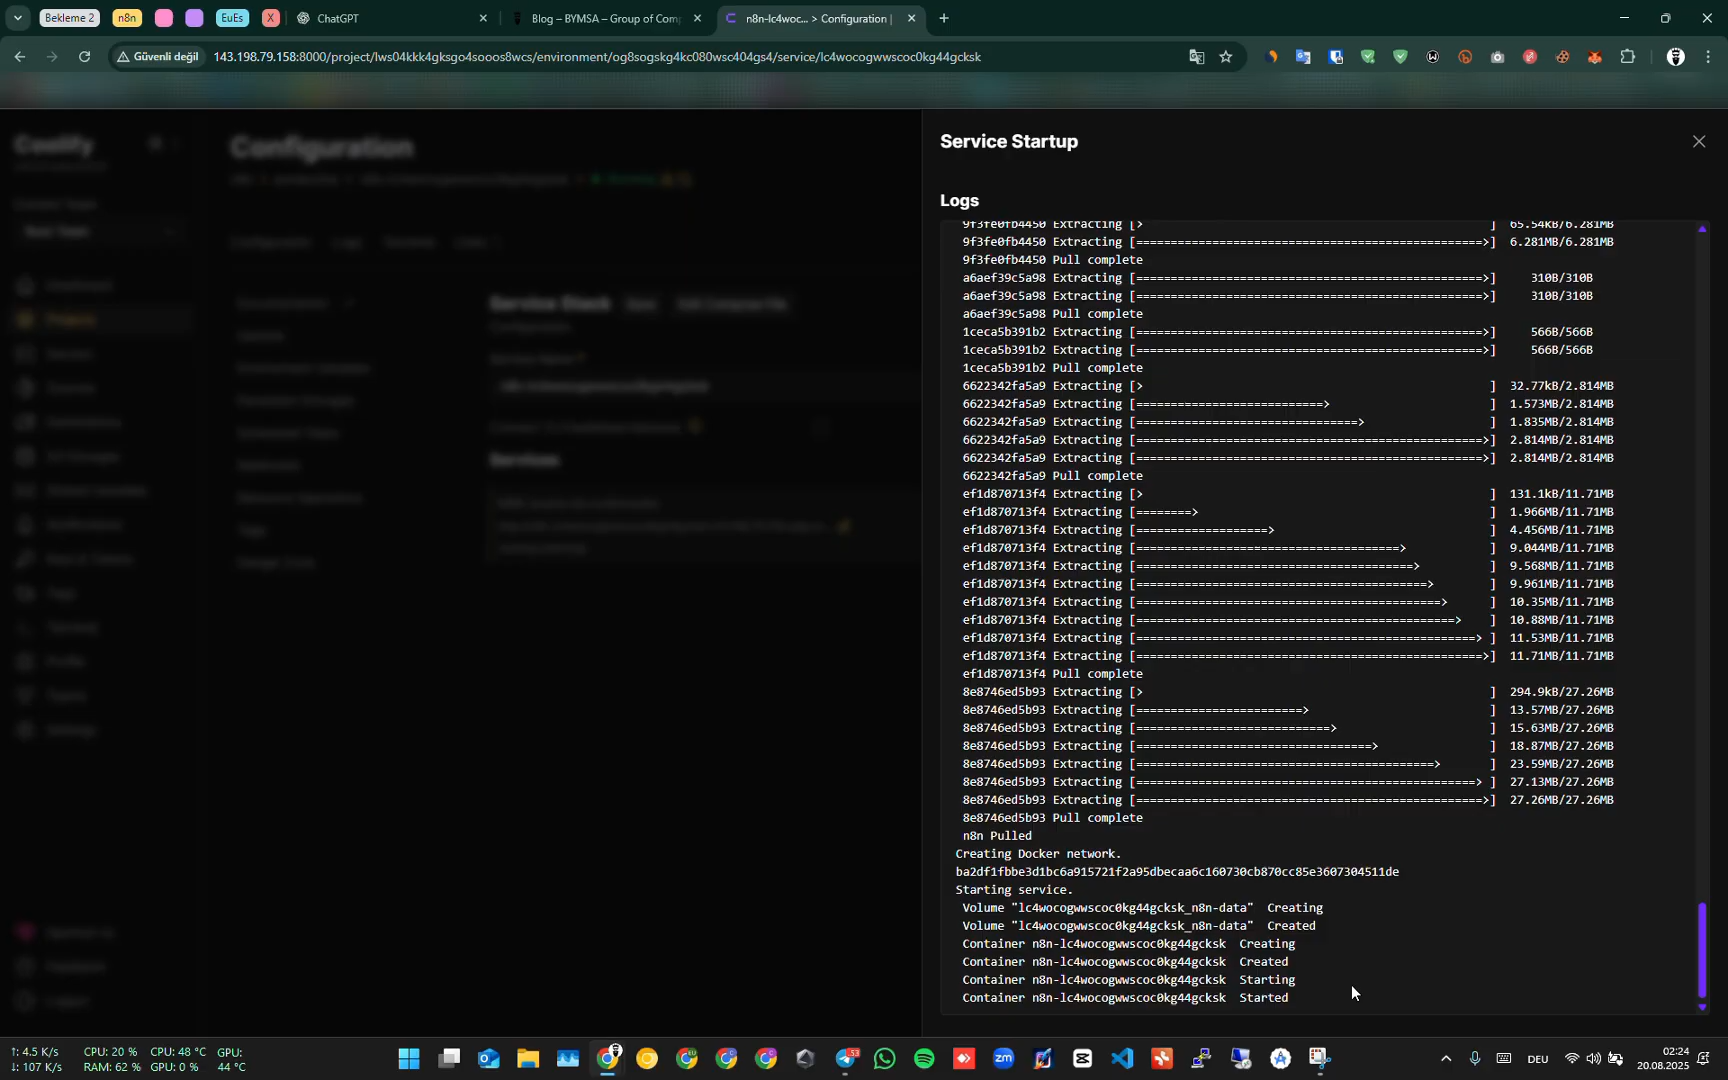 Bekleme 2
n8n
EuEs
X
ChatGPT
Blog – BYMSA – Group of Comp
n8n-lc4woc... > Configuration |
Güvenli değil
143.198.79.158:8000/project/lws04kkk4gksgo4sooos8wcs/environment/og8sogskg4kc080wsc404gs4/service/lc4wocogwwscoc0kg44gcksk
Coolify
Configuration
Service Stack
Services
Service Startup
Logs
9f3fe0fb4450 Extracting [> ] 65.54kB/6.281MB
9f3fe0fb4450 Extracting [==================================================>] 6.281MB/6.281MB
9f3fe0fb4450 Pull complete
a6aef39c5a98 Extracting [==================================================>] 310B/310B
a6aef39c5a98 Extracting [==================================================>] 310B/310B
a6aef39c5a98 Pull complete
1ceca5b391b2 Extracting [==================================================>] 566B/566B
1ceca5b391b2 Extracting [==================================================>] 566B/566B
1ceca5b391b2 Pull complete
6622342fa5a9 Extracting [> ] 32.77kB/2.814MB
6622342fa5a9 Extracting [===========================> ] 1.573MB/2.814MB
6622342fa5a9 Extracting [================================> ] 1.835MB/2.814MB
6622342fa5a9 Extracting [==================================================>] 2.814MB/2.814MB
6622342fa5a9 Extracting [==================================================>] 2.814MB/2.814MB
6622342fa5a9 Pull complete
ef1d870713f4 Extracting [> ] 131.1kB/11.71MB
ef1d870713f4 Extracting [========> ] 1.966MB/11.71MB
ef1d870713f4 Extracting [===================> ] 4.456MB/11.71MB
ef1d870713f4 Extracting [======================================> ] 9.044MB/11.71MB
ef1d870713f4 Extracting [========================================> ] 9.568MB/11.71MB
ef1d870713f4 Extracting [==========================================> ] 9.961MB/11.71MB
ef1d870713f4 Extracting [============================================> ] 10.35MB/11.71MB
ef1d870713f4 Extracting [==============================================> ] 10.88MB/11.71MB
ef1d870713f4 Extracting [=================================================> ] 11.53MB/11.71MB
ef1d870713f4 Extracting [==================================================>] 11.71MB/11.71MB
ef1d870713f4 Pull complete
8e8746ed5b93 Extracting [> ] 294.9kB/27.26MB
8e8746ed5b93 Extracting [========================> ] 13.57MB/27.26MB
8e8746ed5b93 Extracting [============================> ] 15.63MB/27.26MB
8e8746ed5b93 Extracting [==================================> ] 18.87MB/27.26MB
8e8746ed5b93 Extracting [===========================================> ] 23.59MB/27.26MB
8e8746ed5b93 Extracting [=================================================> ] 27.13MB/27.26MB
8e8746ed5b93 Extracting [==================================================>] 27.26MB/27.26MB
8e8746ed5b93 Pull complete
n8n Pulled
Creating Docker network.
ba2df1fbbe3d1bc6a915721f2a95dbecaa6c160730cb870cc85e3607304511de
Starting service.
Volume "lc4wocogwwscoc0kg44gcksk_n8n-data" Creating
Volume "lc4wocogwwscoc0kg44gcksk_n8n-data" Created
Container n8n-lc4wocogwwscoc0kg44gcksk Creating
Container n8n-lc4wocogwwscoc0kg44gcksk Created
Container n8n-lc4wocogwwscoc0kg44gcksk Starting
Container n8n-lc4wocogwwscoc0kg44gcksk Started
↑: 4.5 K/s CPU: 20 % CPU: 48 °C GPU:
↓: 107 K/s RAM: 62 % GPU: 0 % 44 °C
53
zm
DEU
02:24
20.08.2025